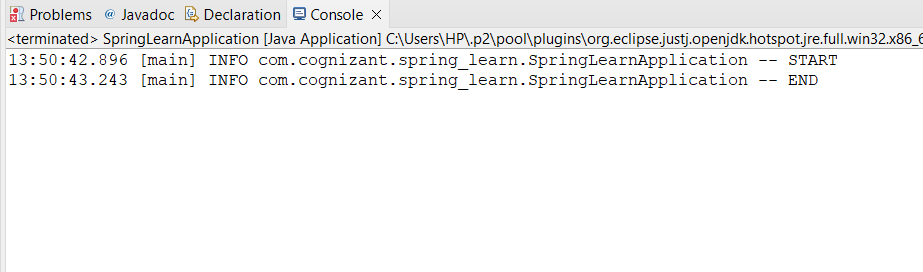 Problems @ Javadoc Declaration Console
<terminated> SpringLearnApplication [Java Application] C:\Users\HP\.p2\pool\plugins\org.eclipse.justj.openjdk.hotspot.jre.full.win32.x86_6
13:50:42.896 [main] INFO com.cognizant.spring_learn.SpringLearnApplication -- START
13:50:43.243 [main] INFO com.cognizant.spring_learn.SpringLearnApplication -- END